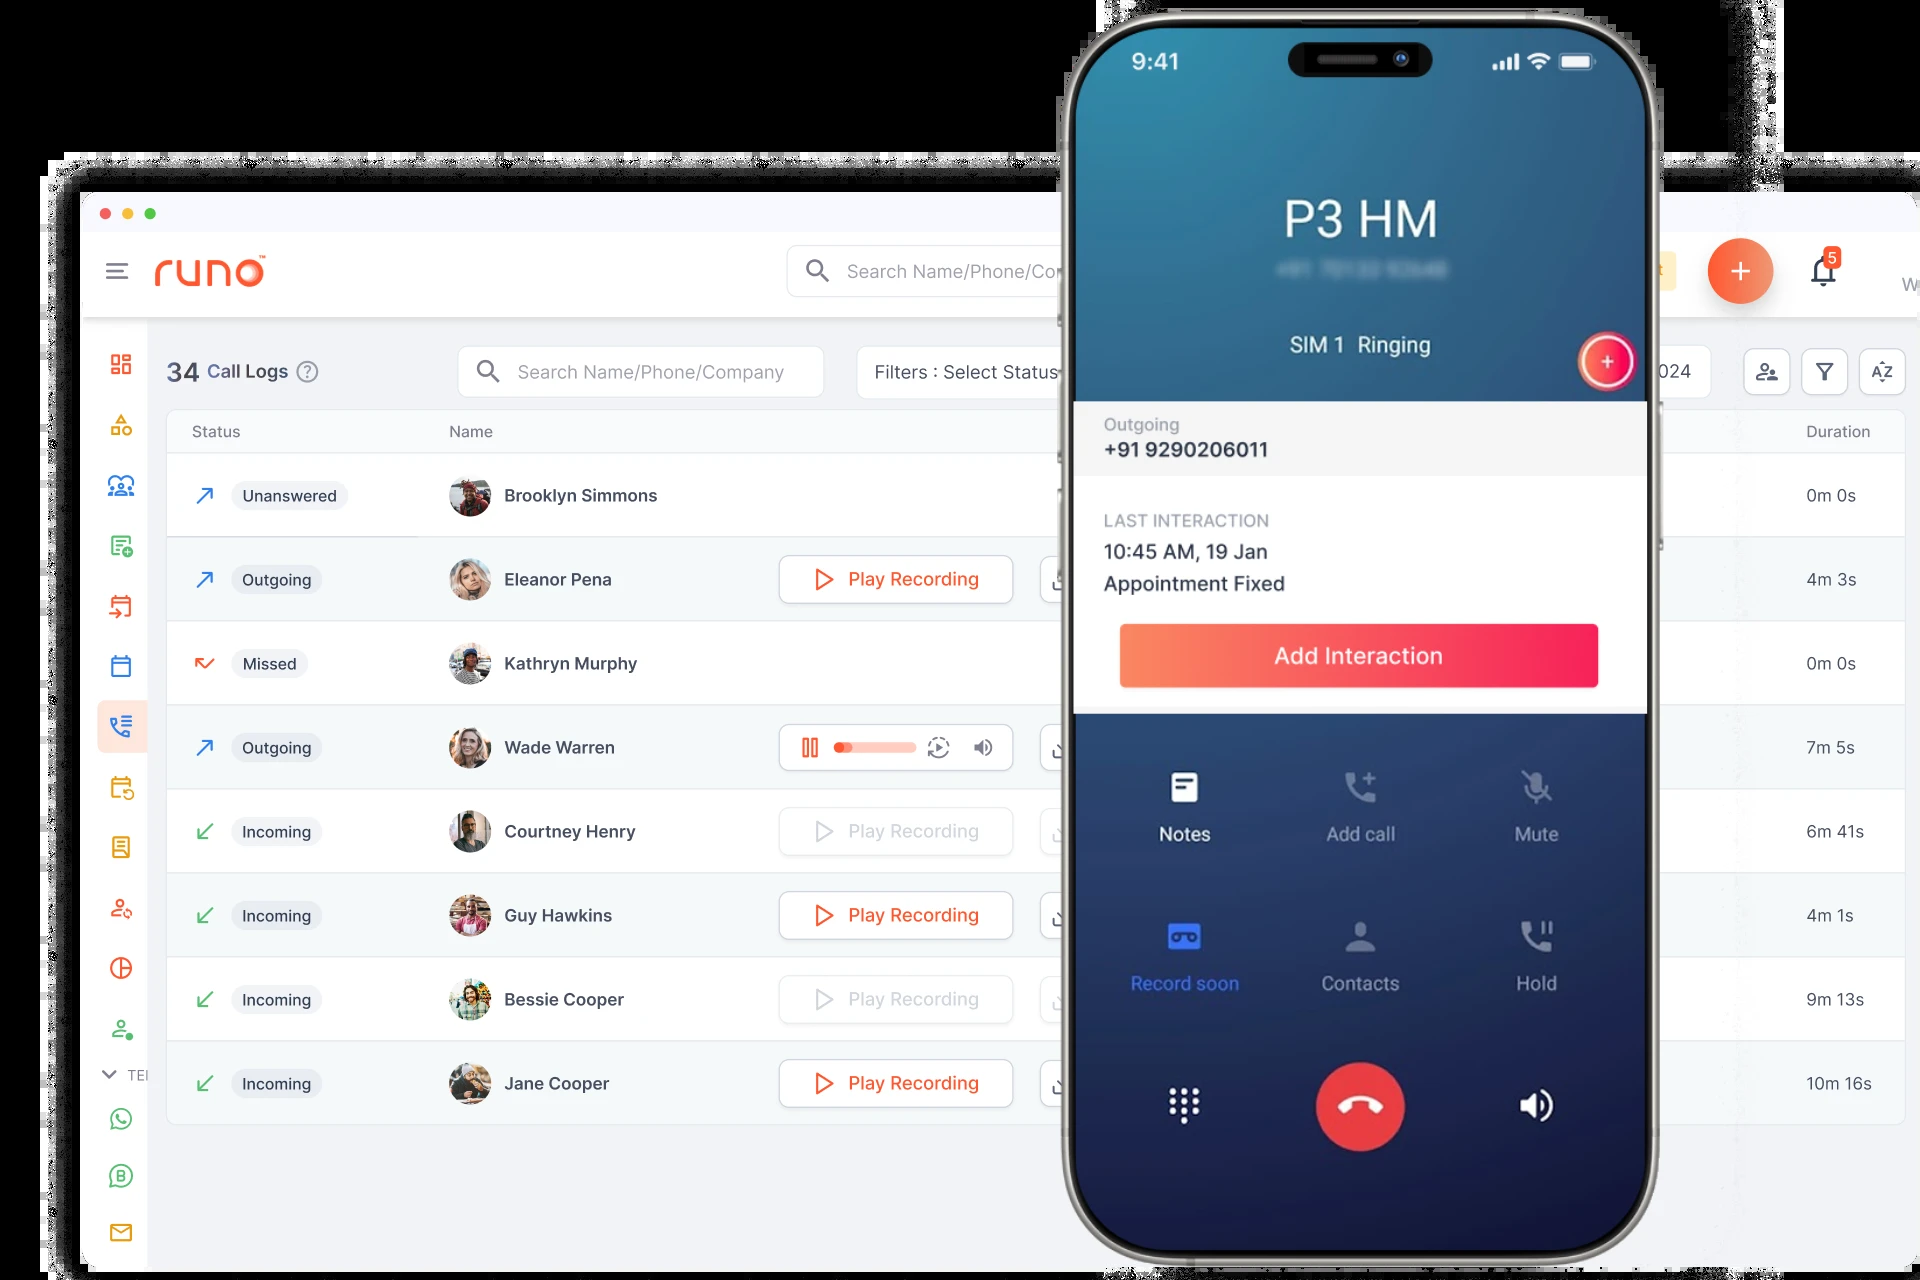 runo™
Search Name/Phone/Co
5
W
34 Call Logs ?
Search Name/Phone/Company
Filters : Select Status
024
AZ
Status Name Duration
Unanswered Brooklyn Simmons 0m 0s
Outgoing Eleanor Pena Play Recording 4m 3s
Missed Kathryn Murphy 0m 0s
Outgoing Wade Warren 7m 5s
Incoming Courtney Henry Play Recording 6m 41s
Incoming Guy Hawkins Play Recording 4m 1s
Incoming Bessie Cooper Play Recording 9m 13s
Incoming Jane Cooper Play Recording 10m 16s
TE
B
9:41
P3 HM
SIM 1 Ringing
Outgoing
+91 9290206011
LAST INTERACTION
10:45 AM, 19 Jan
Appointment Fixed
Add Interaction
Notes Add call Mute
Record soon Contacts Hold